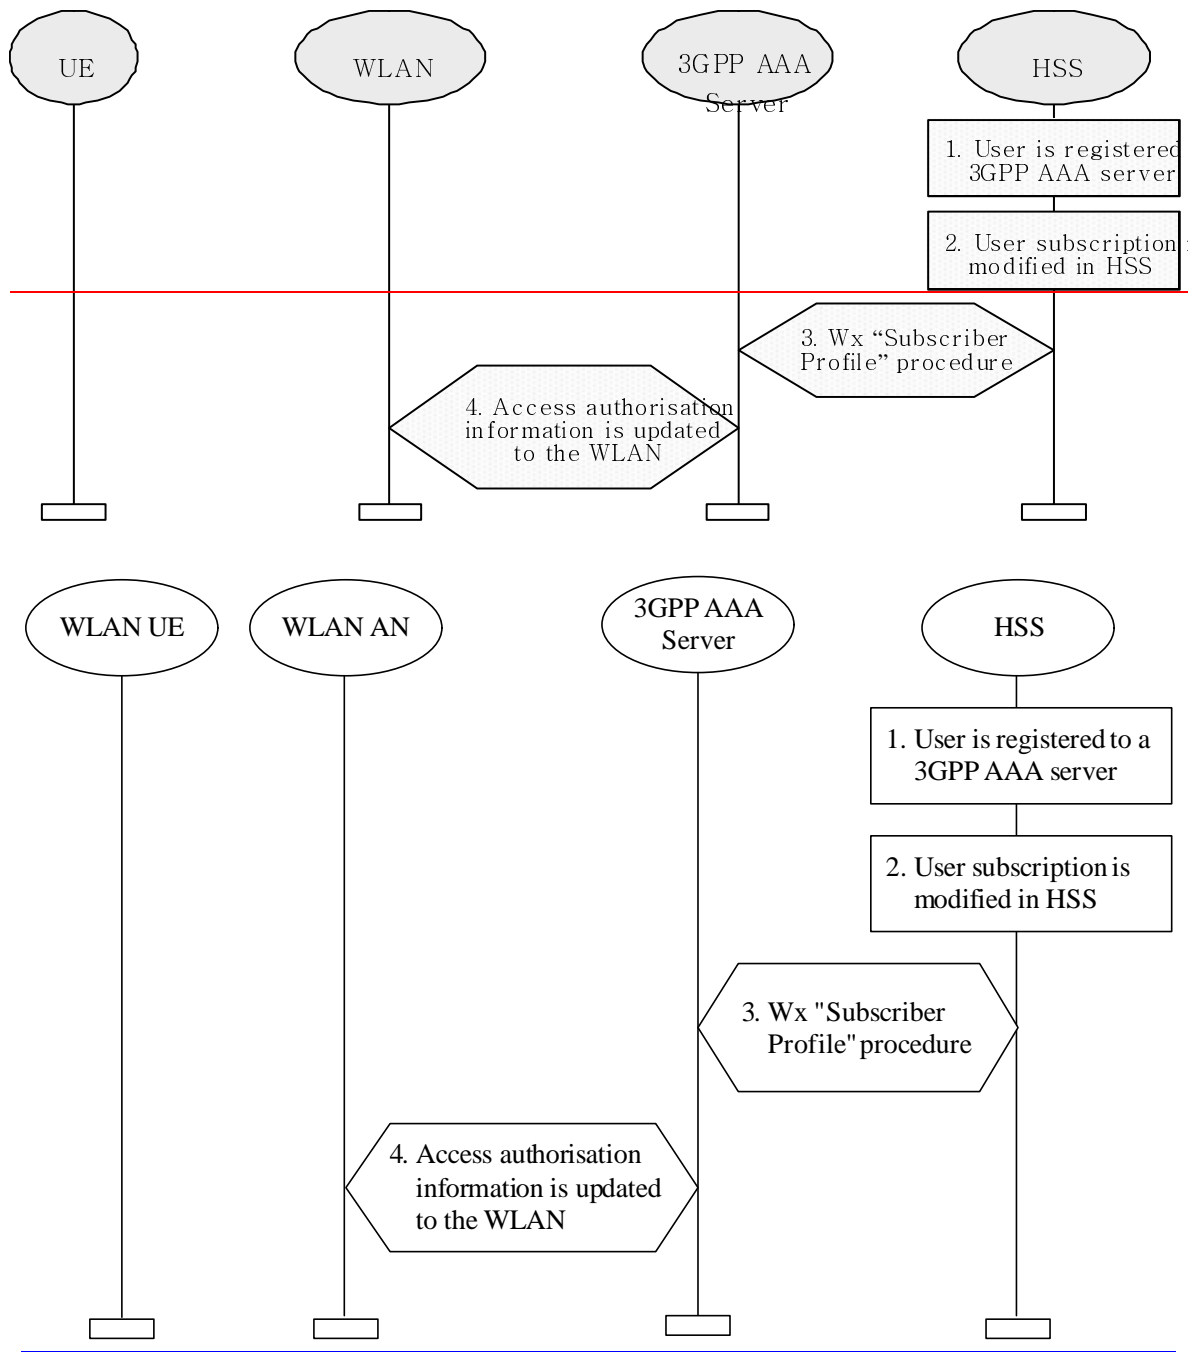 UE
WLAN
3GPP AAA
Server
HSS
1. User is registered
3GPP AAA server
2. User subscription
modified in HSS
3. Wx “Subscriber
Profile” procedure
4. Access authorisation
information is updated
to the WLAN
WLAN UE
WLAN AN
3GPP AAA
Server
HSS
1. User is registered to a
3GPP AAA server
2. User subscription is
modified in HSS
3. Wx "Subscriber
Profile" procedure
4. Access authorisation
information is updated
to the WLAN